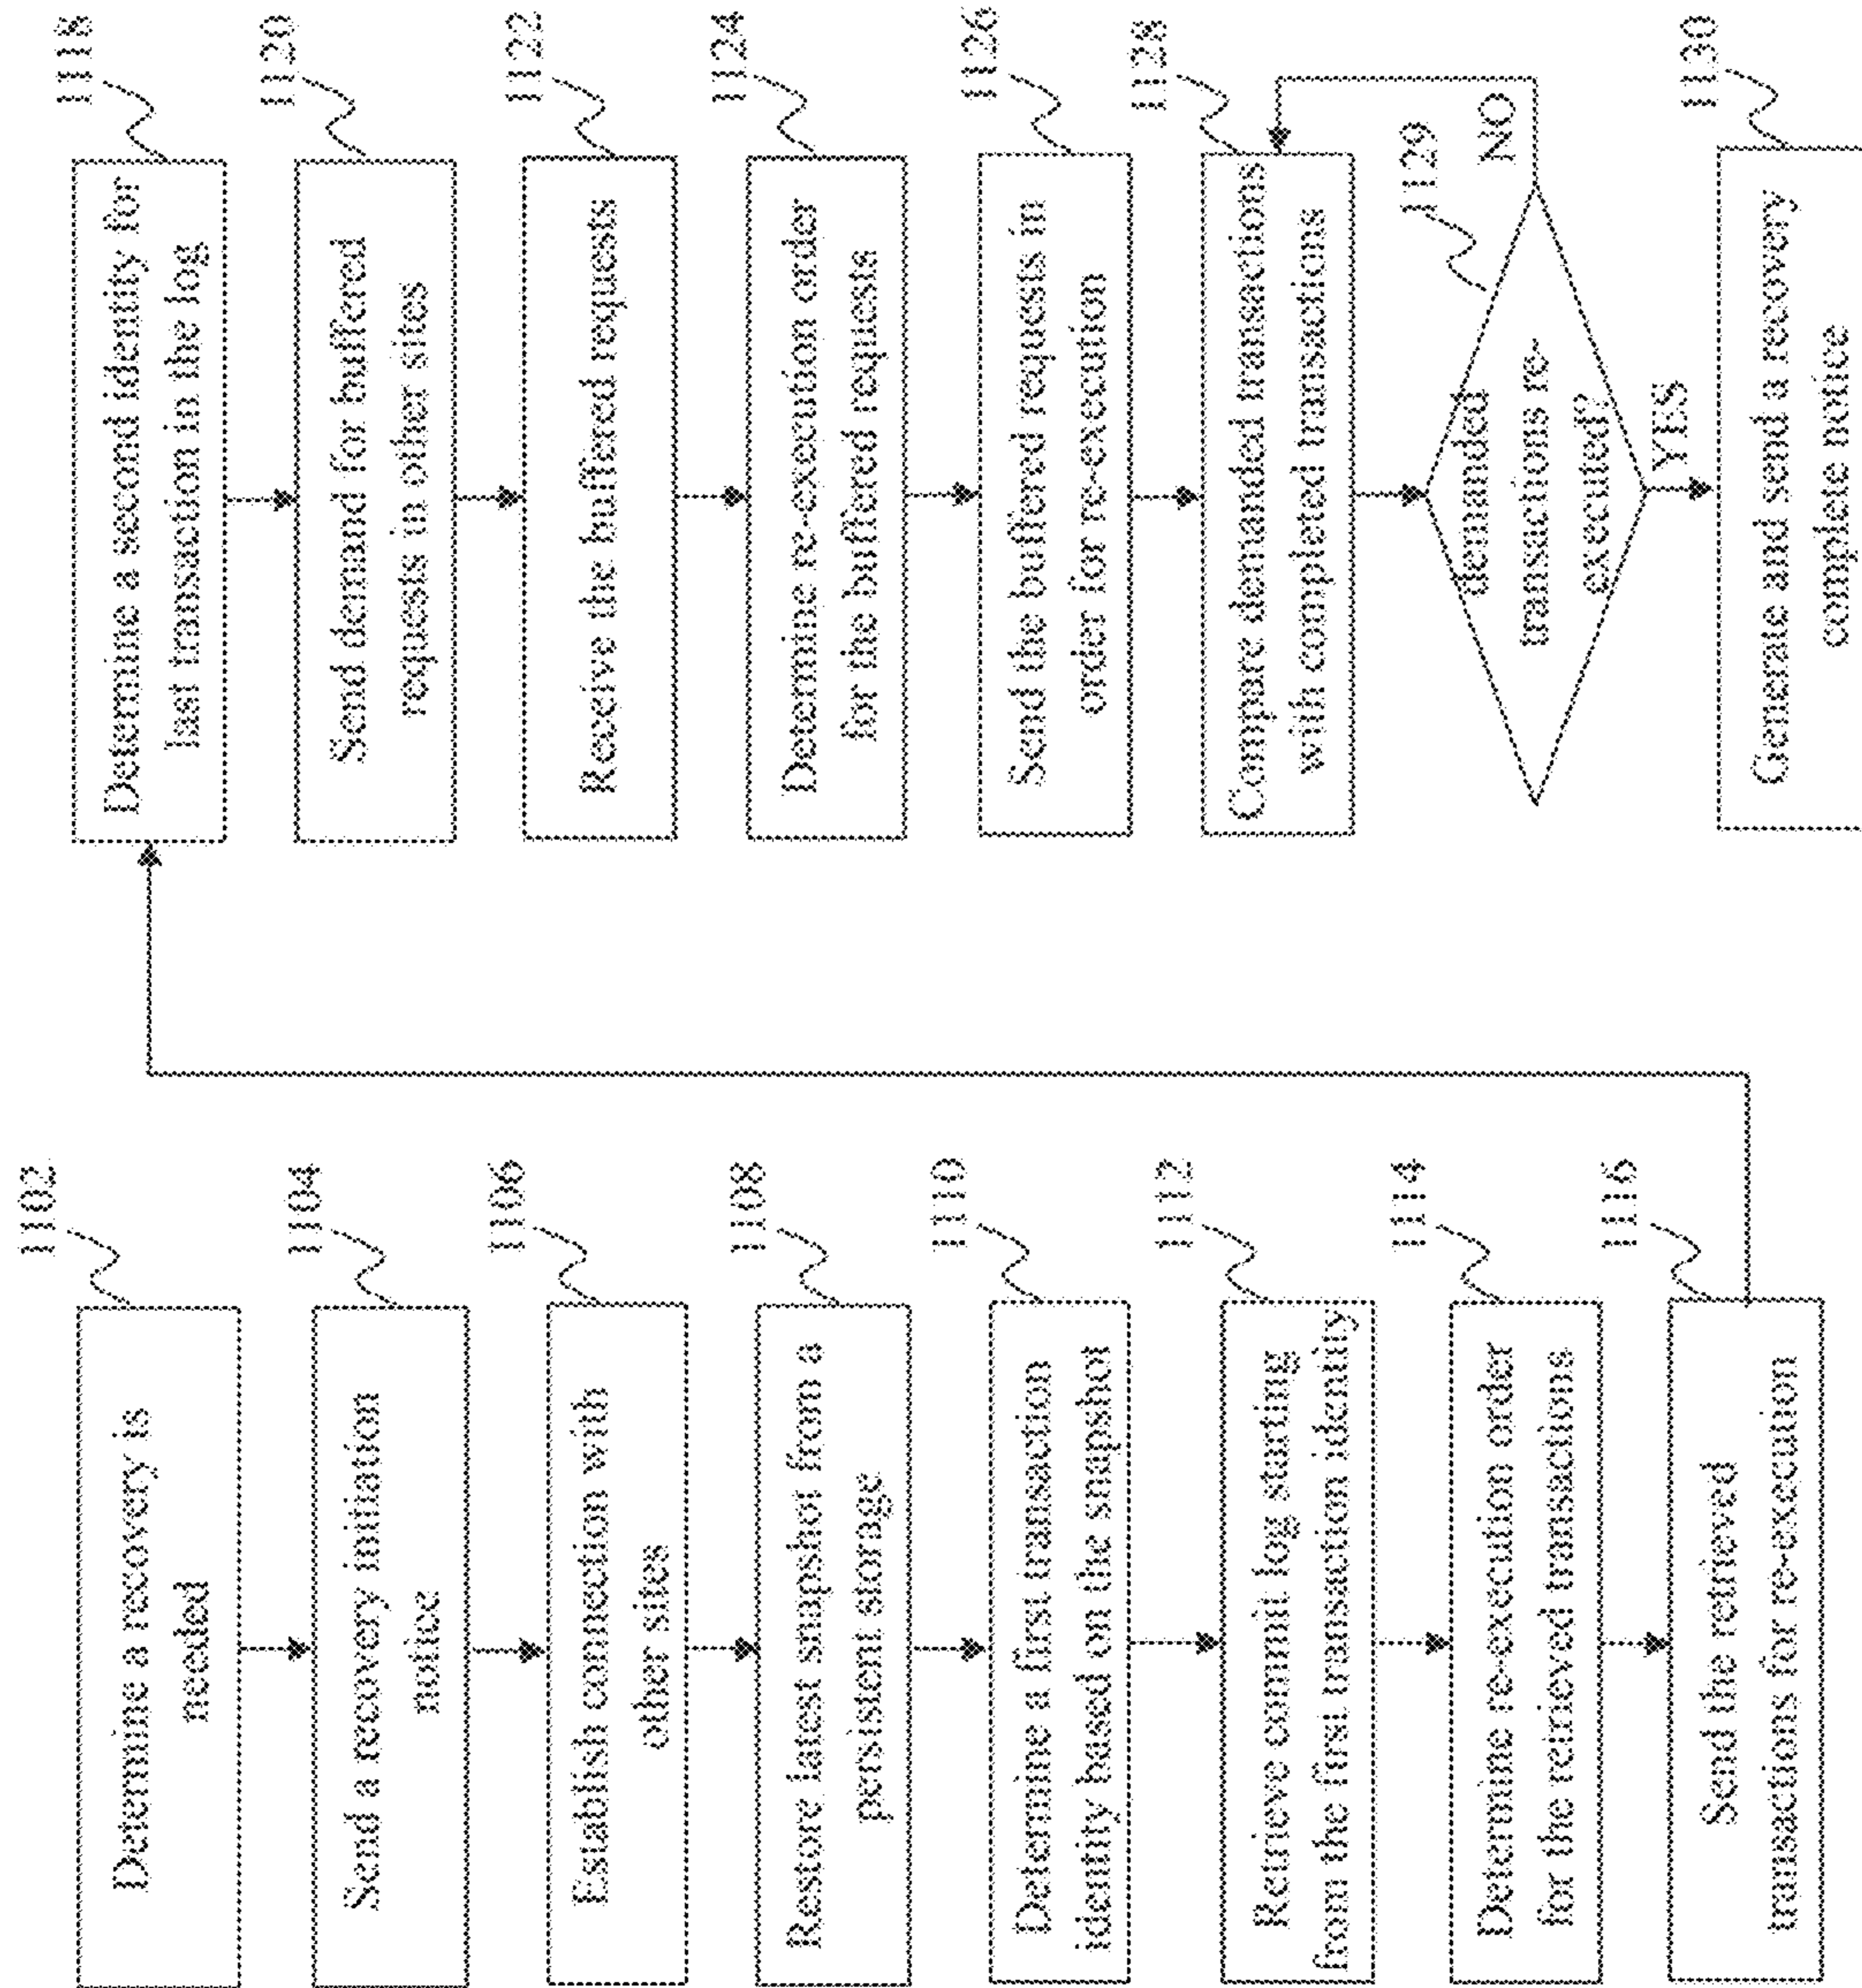 1102
Determine a recovery is
needed
1104
Send a recovery initiation
notice
1106
Establish connection with
other sites
1108
Restore latest snapshot from a
persistent storage
1110
Determine a first transaction
identity based on the snapshot
1112
Retrieve commit log starting
from the first transaction identity
1114
Determine re-execution order
for the retrieved transactions
1116
Send the retrieved
transactions for re-execution
1118
Determine a second identity for
last transaction in the log
1120
Send demand for buffered
requests in other sites
1122
Receive the buffered requests
1124
Determine re-execution order
for the buffered requests
1126
Send the buffered requests in
order for re-execution
1128
Compare demanded transactions
with completed transactions
1129
demanded
transactions re-
executed?
NO
YES
1130
Generate and send a recovery
complete notice